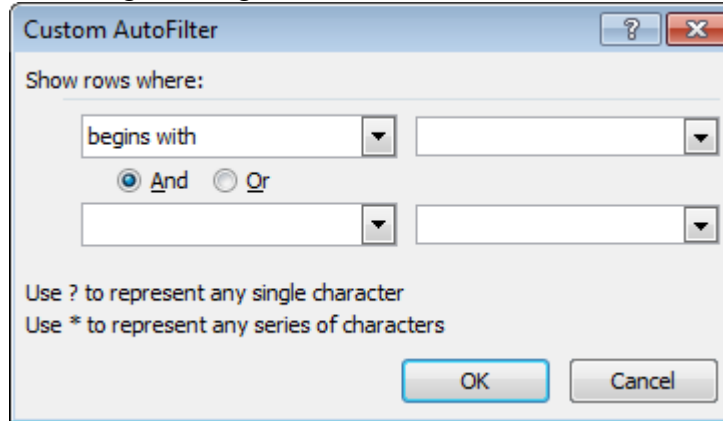 Custom AutoFilter
?
Show rows where:
begins with
And Or
Use ? to represent any single character
Use * to represent any series of characters
OK Cancel